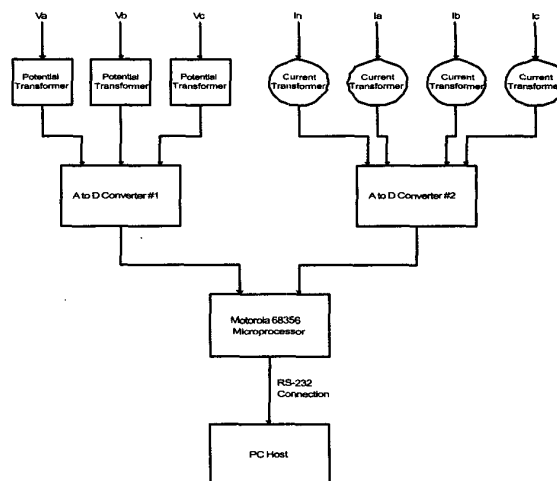 Va Vb Vc In Ia Ib Ic
Potential Transformer
Potential Transformer
Potential Transformer
Current Transformer
Current Transformer
Current Transformer
Current Transformer
A to D Converter #1
A to D Converter #2
Motorola 68356
Microprocessor
RS-232
Connection
PC Host